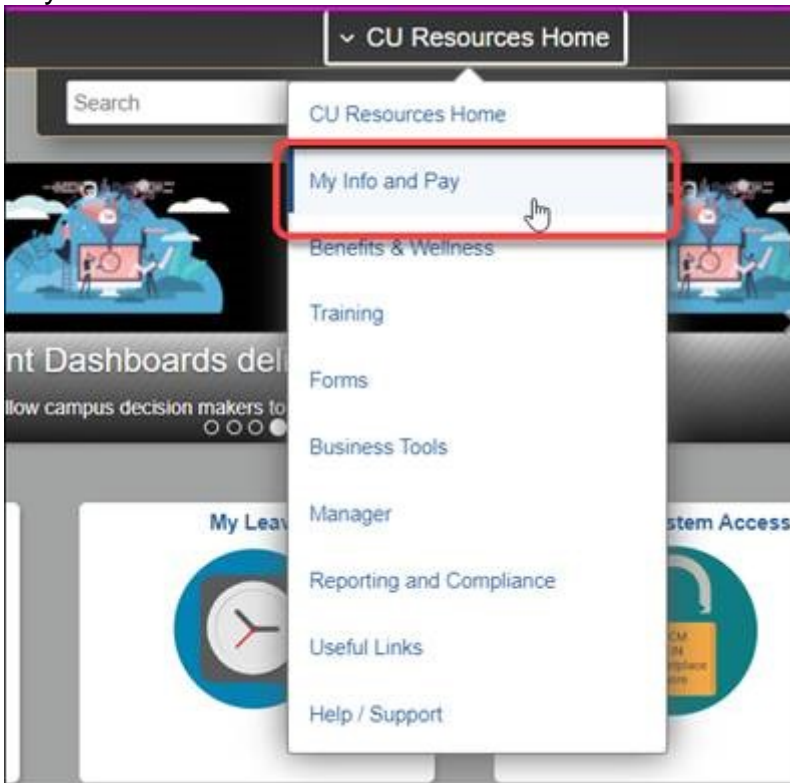 CU Resources Home
Search
CU Resources Home
My Info and Pay
Benefits & Wellness
Training
Forms
Business Tools
Manager
Reporting and Compliance
Useful Links
Help / Support
nt Dashboards deli
llow campus decision makers to
My Leav
stem Access